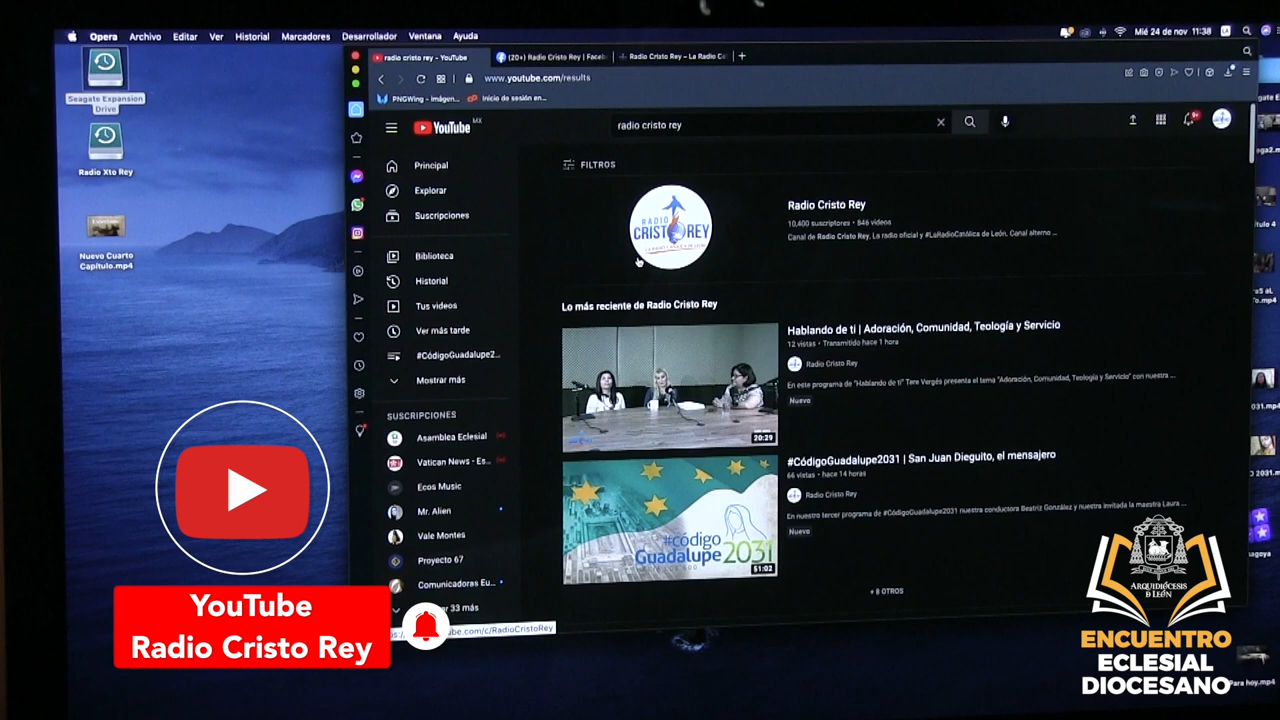 Opera Archivo Editar Ver Historial Marcadores Desarrollador Ventana Ayuda
Mié 24 de nov 11:38
Seagate Expansion
Drive
Radio Xto Rey
Nuevo Cuarto
Capítulo.mp4
radio cristo rey - YouTube
(20+) Radio Cristo Rey | Faceb
Radio Cristo Rey – La Radio Ca
www.youtube.com/results
PNGWing - Imágen...
Inicio de sesión en...
YouTube MX
radio cristo rey
Principal
Explorar
Suscripciones
Biblioteca
Historial
Tus videos
Ver más tarde
#CódigoGuadalupe2...
Mostrar más
SUSCRIPCIONES
Asamblea Eclesial
Vatican News - Es...
Ecos Music
Mr. Alien
Vale Montes
Proyecto 67
Comunicadoras Eu...
33 más
FILTROS
RADIO
CRISTO REY
LA RADIO CATÓLICA DE LEÓN
Radio Cristo Rey
10,400 suscriptores • 846 videos
Canal de Radio Cristo Rey, La radio oficial y #LaRadioCatólica de León, Canal alterno ...
Lo más reciente de Radio Cristo Rey
20:29
Hablando de ti | Adoración, Comunidad, Teología y Servicio
12 vistas • Transmitido hace 1 hora
Radio Cristo Rey
En este programa de "Hablando de ti" Tere Vergés presenta el tema "Adoración, Comunidad, Teología y Servicio" con nuestra ...
Nuevo
#código
Guadalupe2031
51:02
#CódigoGuadalupe2031 | San Juan Dieguito, el mensajero
66 vistas • hace 14 horas
Radio Cristo Rey
En nuestro tercer programa de #CódigoGuadalupe2031 nuestra conductora Beatriz González y nuestra invitada la maestra Laura ...
Nuevo
+ 8 OTROS
ube.com/c/RadioCristoRey
YouTube
Radio Cristo Rey
ARQUIDIÓCESIS
D LEÓN
ENCUENTRO
ECLESIAL
DIOCESANO
Para hoy.mp4